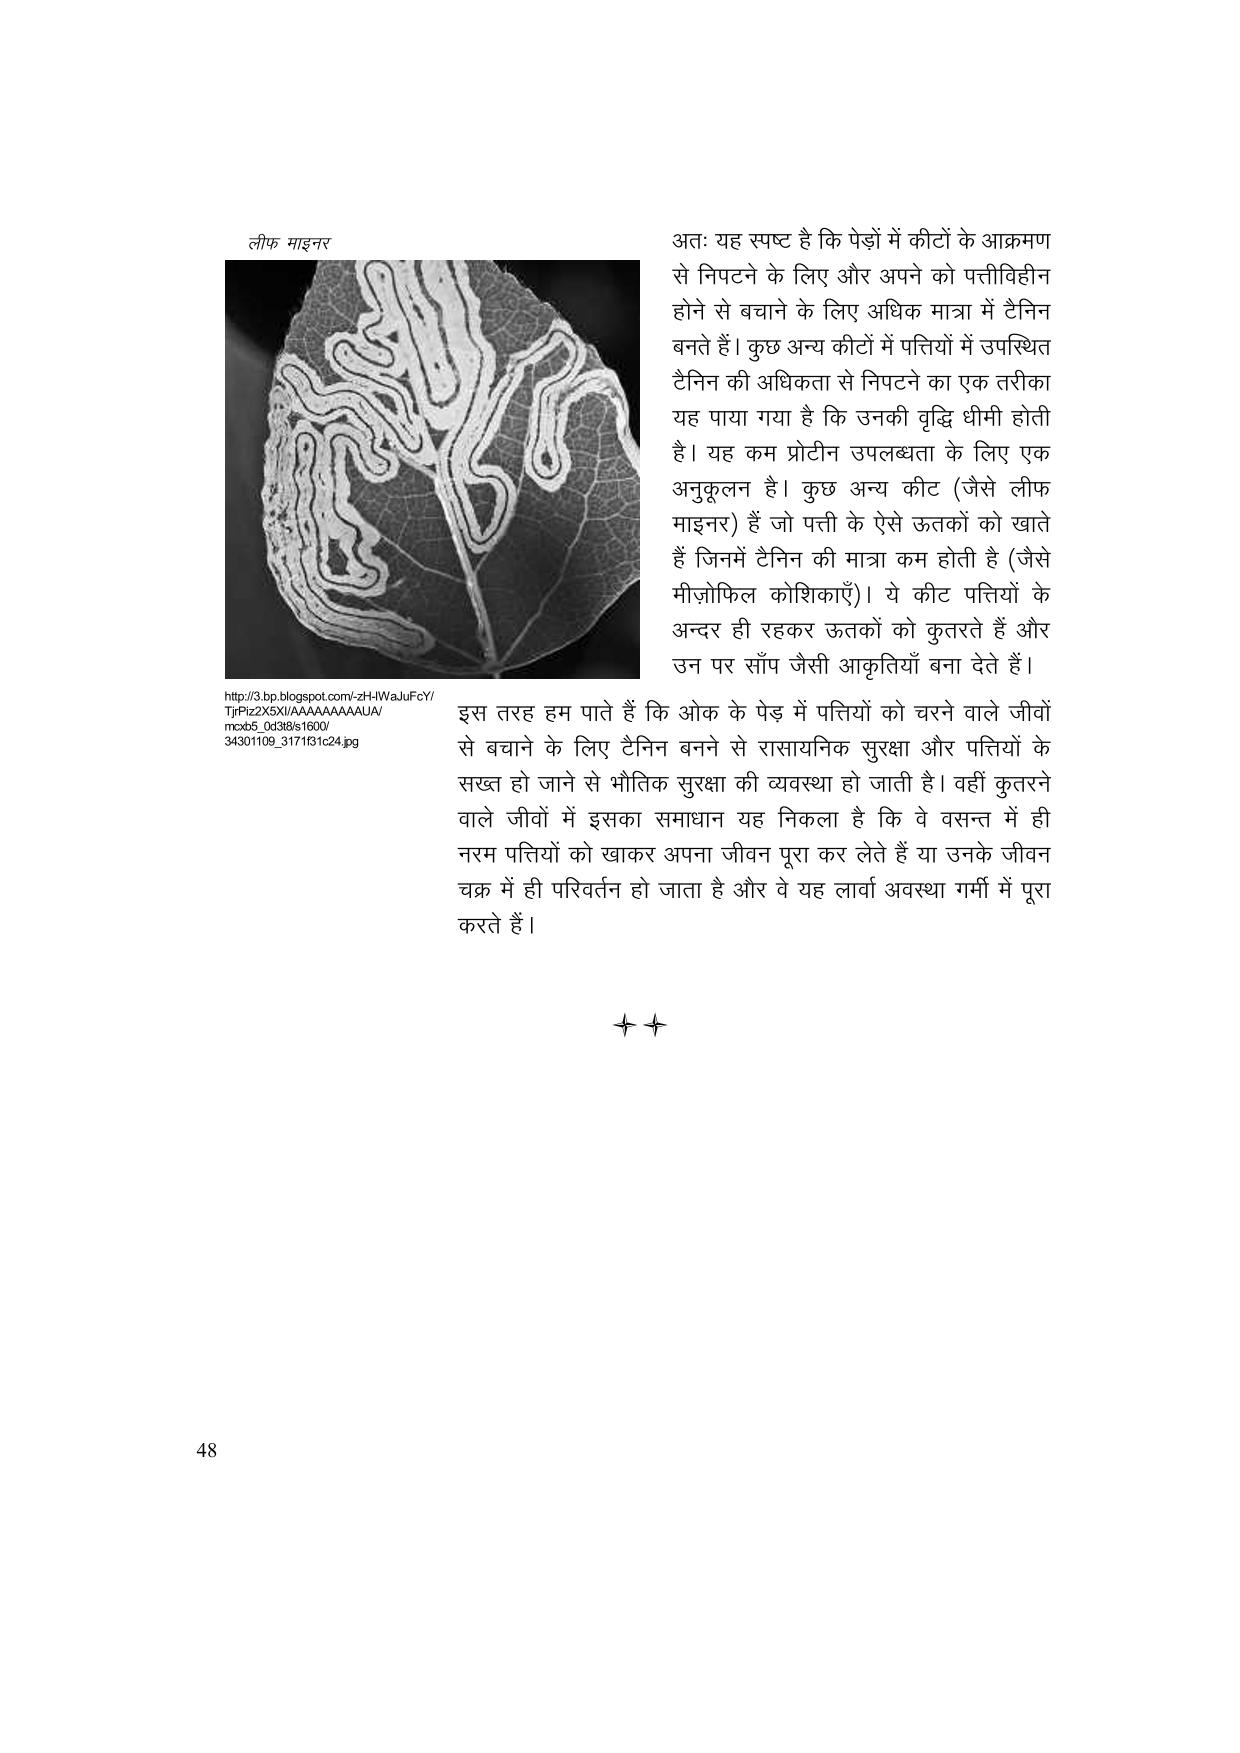 लीफ माइनर
अतः यह स्पष्ट है कि पेड़ों में कीटों के आक्रमण
से निपटने के लिए और अपने को पत्तीविहीन
होने से बचाने के लिए अधिक मात्रा में टैनिन
बनते हैं। कुछ अन्य कीटों में पत्तियों में उपस्थित
टैनिन की अधिकता से निपटने का एक तरीका
यह पाया गया है कि उनकी वृद्धि धीमी होती
है। यह कम प्रोटीन उपलब्धता के लिए एक
अनुकूलन है। कुछ अन्य कीट (जैसे लीफ
माइनर) हैं जो पत्ती के ऐसे ऊतकों को खाते
हैं जिनमें टैनिन की मात्रा कम होती है (जैसे
मीज़ोफिल कोशिकाएँ)। ये कीट पत्तियों के
अन्दर ही रहकर ऊतकों को कुतरते हैं और
उन पर साँप जैसी आकृतियाँ बना देते हैं।
http://3.bp.blogspot.com/-zH-lWaJuFcY/
TjrPiz2X5XI/AAAAAAAAAUA/
mcxb5_0d3t8/s1600/
34301109_3171f31c24.jpg
इस तरह हम पाते हैं कि ओक के पेड़ में पत्तियों को चरने वाले जीवों
से बचाने के लिए टैनिन बनने से रासायनिक सुरक्षा और पत्तियों के
सख्त हो जाने से भौतिक सुरक्षा की व्यवस्था हो जाती है। वहीं कुतरने
वाले जीवों में इसका समाधान यह निकला है कि वे वसन्त में ही
नरम पत्तियों को खाकर अपना जीवन पूरा कर लेते हैं या उनके जीवन
चक्र में ही परिवर्तन हो जाता है और वे यह लार्वा अवस्था गर्मी में पूरा
करते हैं।
48